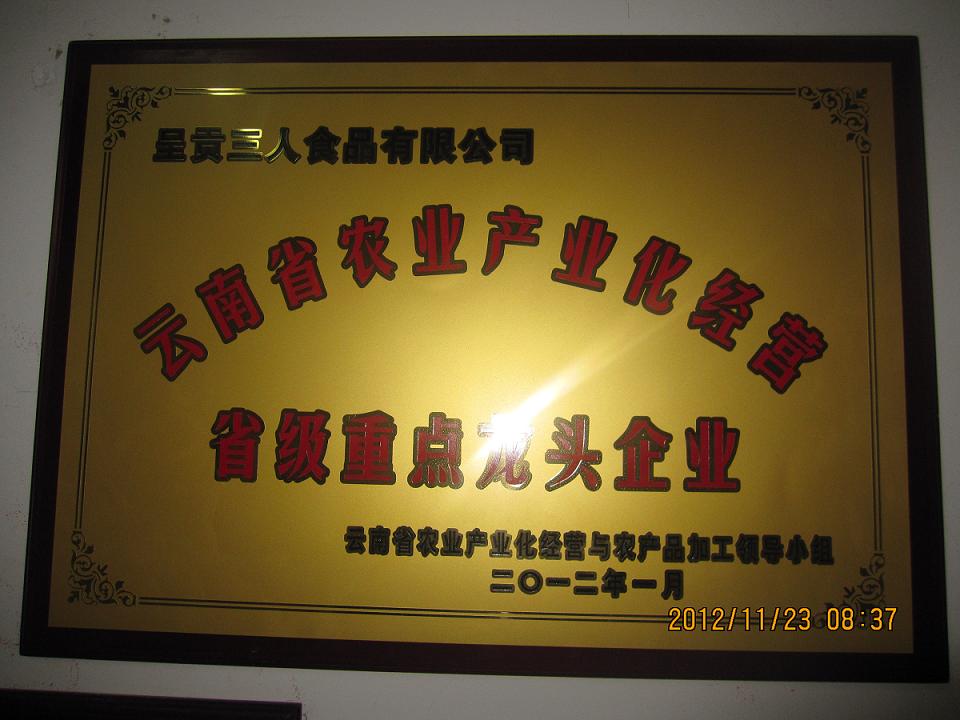 呈贡三人食品有限公司
云南省农业产业化经营
省级重点龙头企业
云南省农业产业化经营与农产品加工领导小组
二〇一二年一月
2012/11/23 08:37